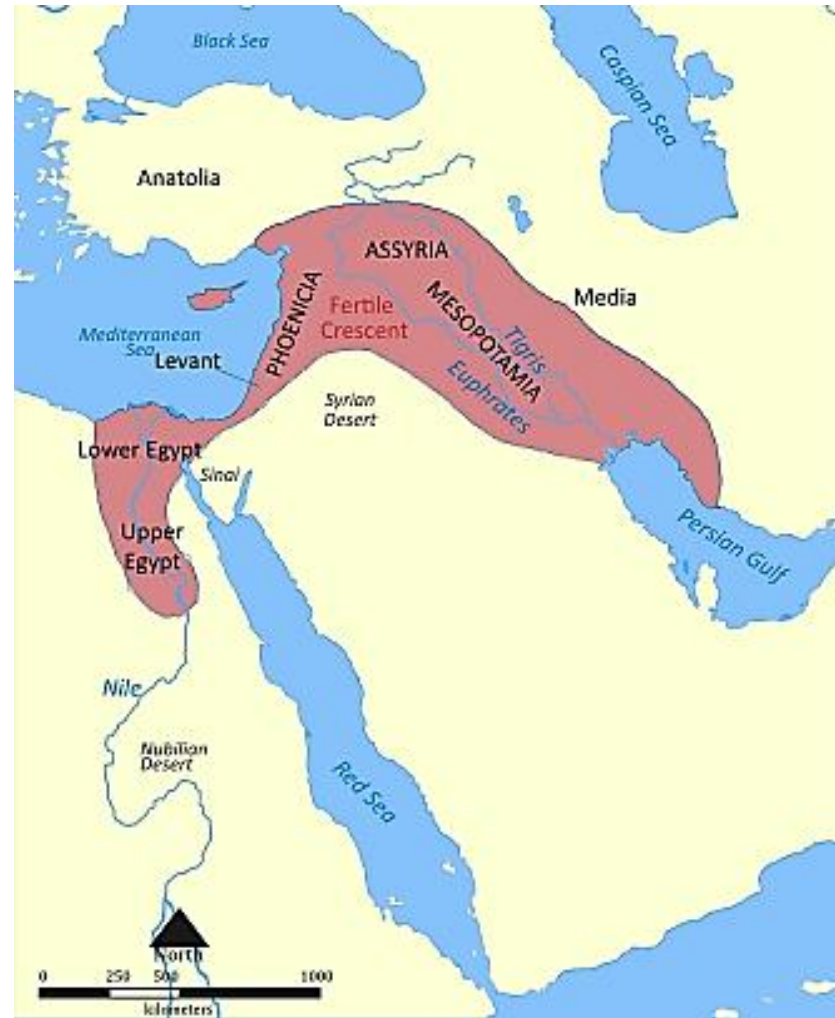 Black Sea
Caspian Sea
Anatolia
ASSYRIA
Media
PHOENICIA
Fertile
Crescent
MESOPOTAMIA
Tigris
Euphrates
Mediterranean
Sea
Levant
Syrian
Desert
Lower Egypt
Sinai
Upper
Egypt
Persian Gulf
Nile
Nubilian
Desert
Red Sea
North
0 250 500 1000
kilometers